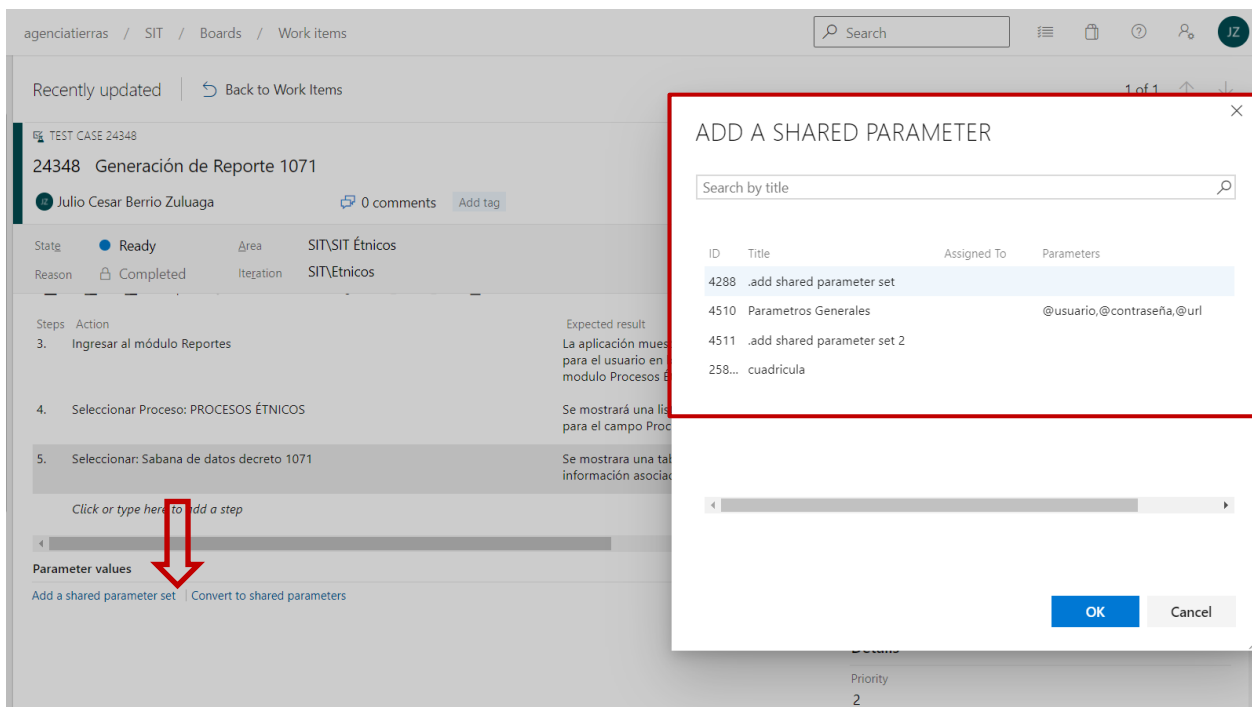 agenciatierras / SIT / Boards / Work items
Search
JZ
Recently updated
Back to Work Items
1 of 1
TEST CASE 24348
24348 Generación de Reporte 1071
JZ Julio Cesar Berrio Zuluaga
0 comments
Add tag
State Ready
Area SIT\SIT Étnicos
Reason Completed
Iteration SIT\Etnicos
Steps Action Expected result
3. Ingresar al módulo Reportes
La aplicación mues
para el usuario en
modulo Procesos
4. Seleccionar Proceso: PROCESOS ÉTNICOS
Se mostrará una lis
para el campo Proc
5. Seleccionar: Sabana de datos decreto 1071
Se mostrara una tab
información asociac
Click or type here to add a step
Parameter values
Add a shared parameter set | Convert to shared parameters
ADD A SHARED PARAMETER
Search by title
ID Title Assigned To Parameters
4288 .add shared parameter set
4510 Parametros Generales @usuario,@contraseña,@url
4511 .add shared parameter set 2
258... cuadricula
OK
Cancel
Details
Priority
2